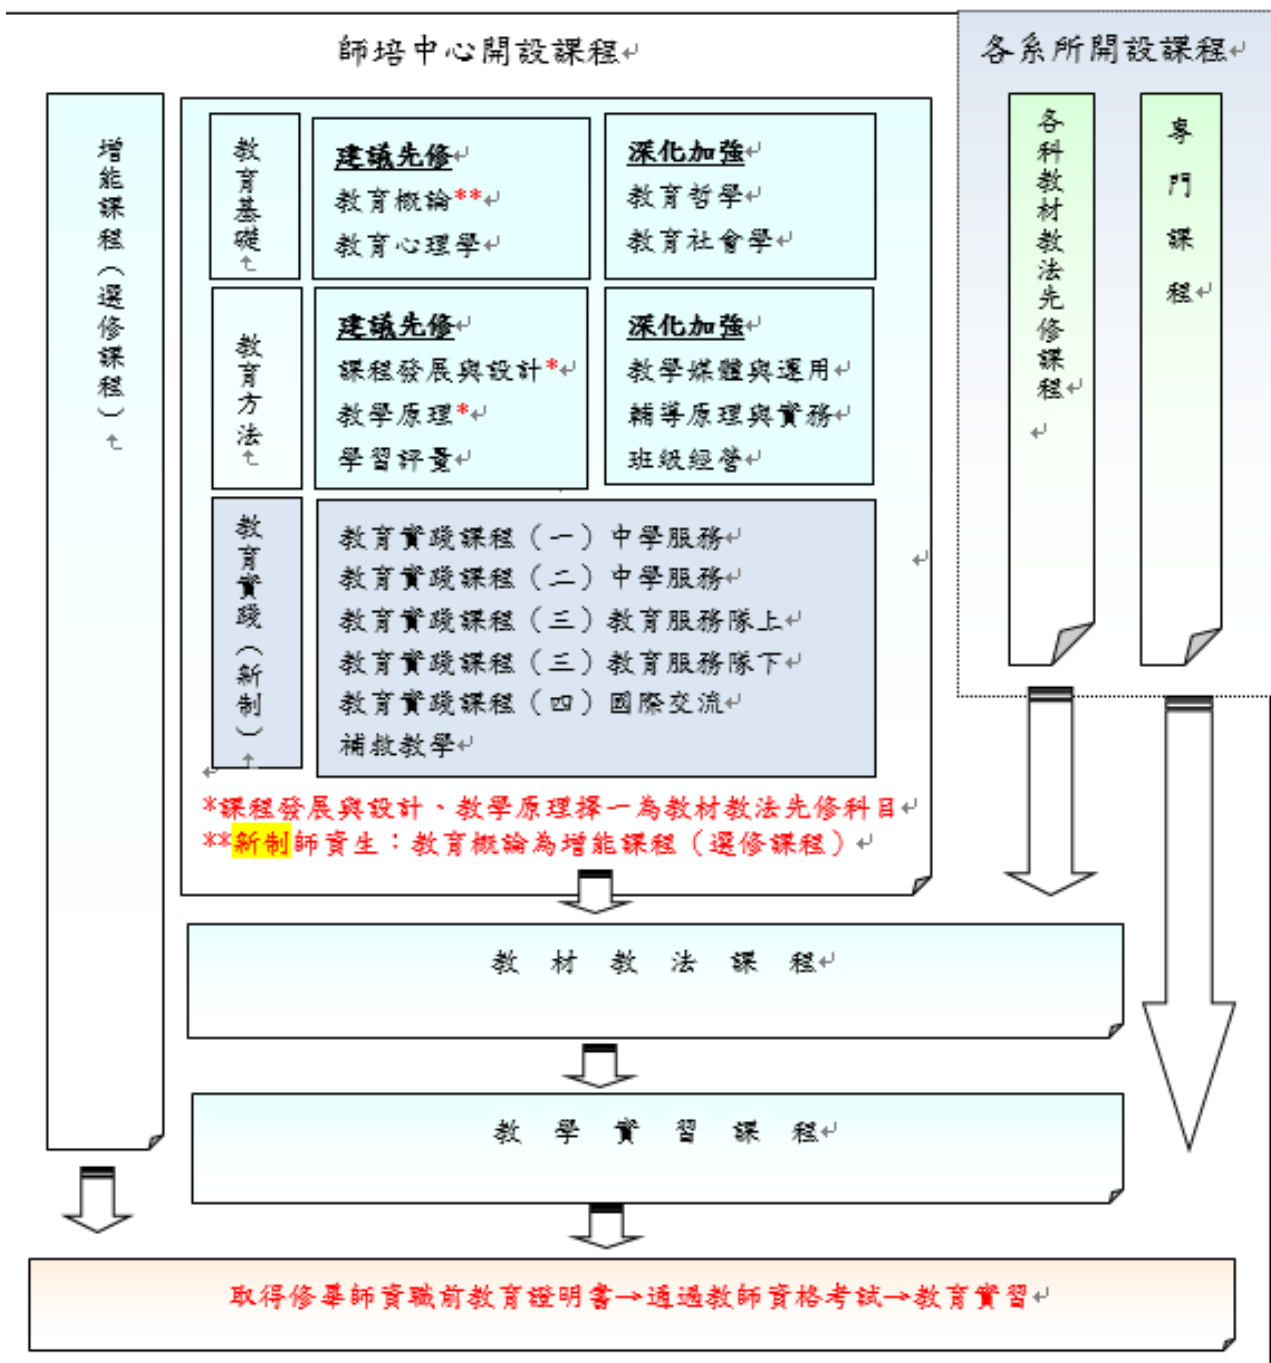 師培中心開設課程
各系所開設課程
增能課程（選修課程）
教育基礎
建議先修
教育概論**
教育心理學
深化加強
教育哲學
教育社會學
教育方法
建議先修
課程發展與設計*
教學原理*
學習評量
深化加強
教學媒體與運用
輔導原理與實務
班級經營
教育實踐（新制）
教育實踐課程（一）中學服務
教育實踐課程（二）中學服務
教育實踐課程（三）教育服務隊上
教育實踐課程（三）教育服務隊下
教育實踐課程（四）國際交流
補救教學
*課程發展與設計、教學原理擇一為教材教法先修科目
**新制師資生：教育概論為增能課程（選修課程）
各科教材教法先修課程
專門課程
教材教法課程
教學實習課程
取得修畢師資職前教育證明書→通過教師資格考試→教育實習